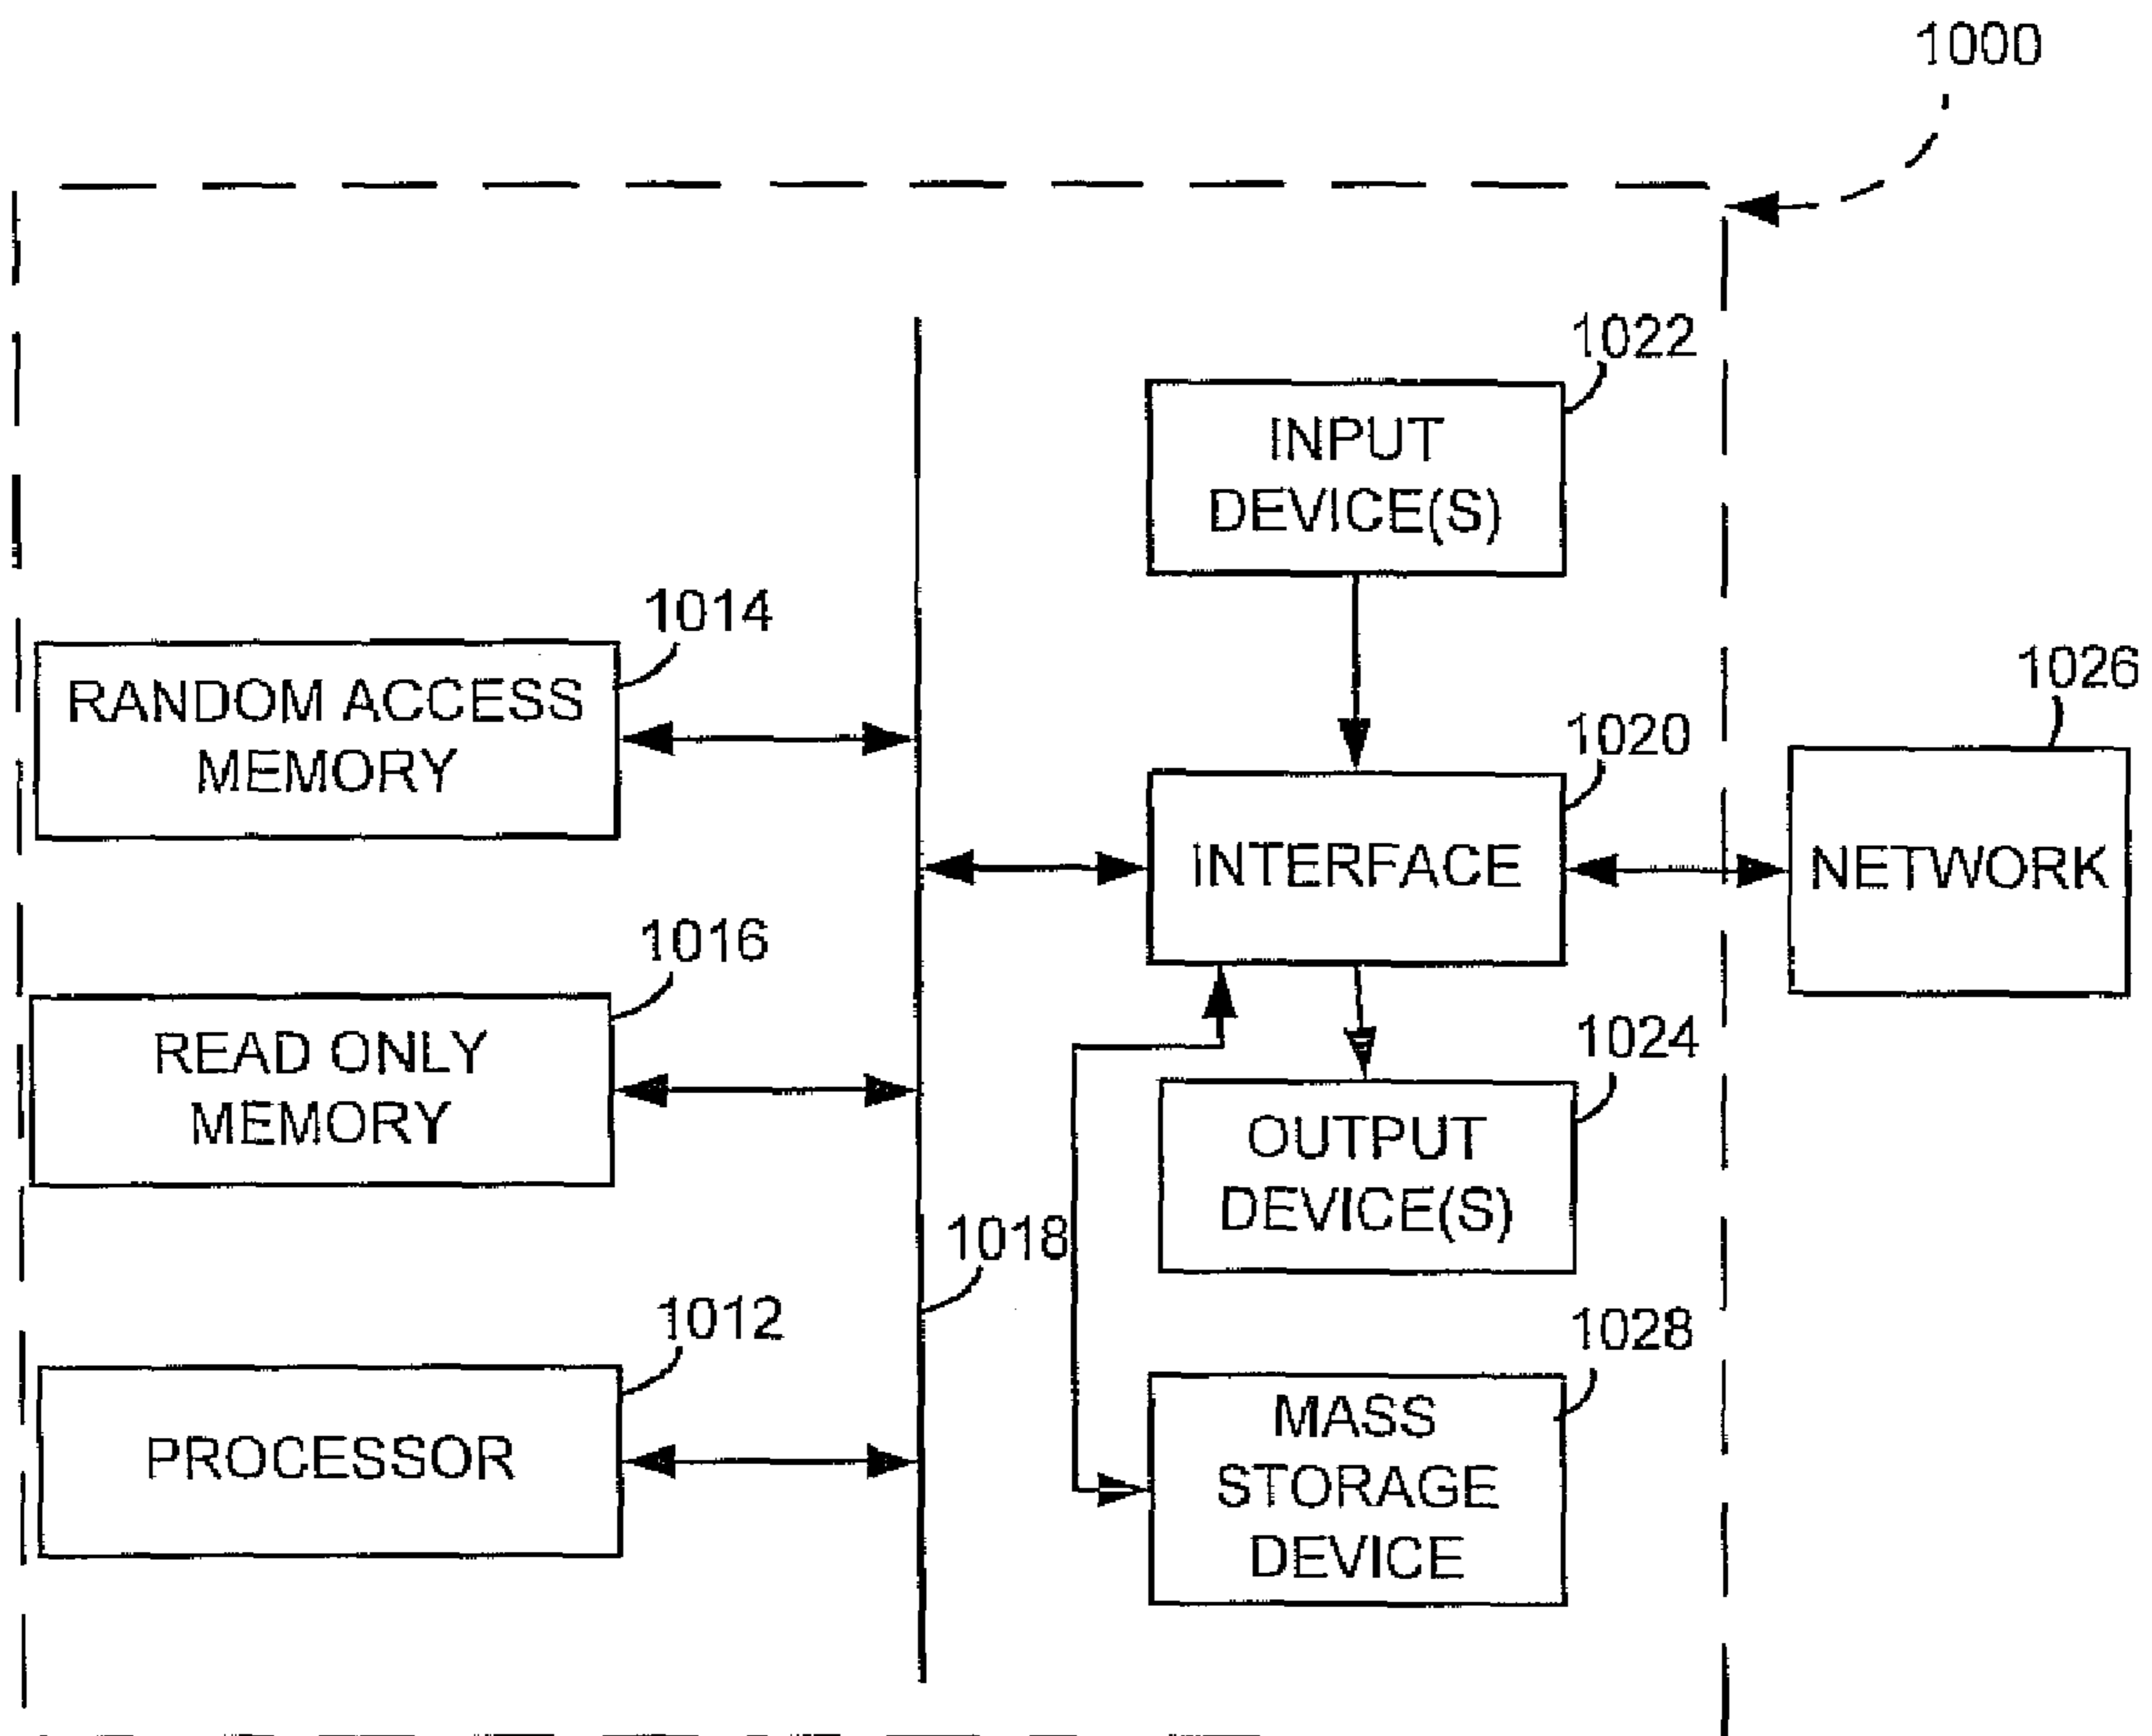 1000
1022
INPUT
DEVICE(S)
1014
RANDOM ACCESS
MEMORY
1026
1020
INTERFACE
NETWORK
1016
READ ONLY
MEMORY
1024
OUTPUT
DEVICE(S)
1018
1012
PROCESSOR
1028
MASS
STORAGE
DEVICE